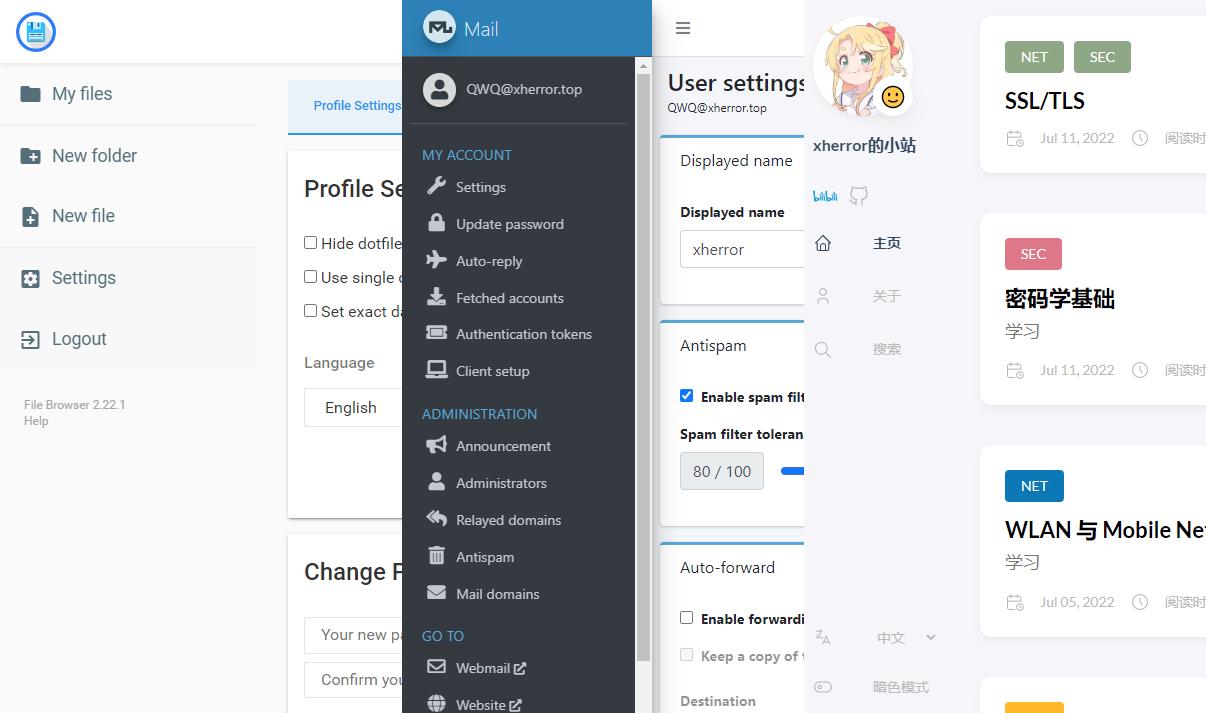 My files
New folder
New file
Settings
Logout
File Browser 2.22.1
Help
Profile Settings
Profile Se
Hide dotfile
Use single
Set exact da
Language
English
Change
Your new pa
Confirm you
Mail
QWQ@xherror.top
MY ACCOUNT
Settings
Update password
Auto-reply
Fetched accounts
Authentication tokens
Client setup
ADMINISTRATION
Announcement
Administrators
Relayed domains
Antispam
Mail domains
GO TO
Webmail
Website
User settings
QWQ@xherror.top
Displayed name
Displayed name
xherror
Antispam
Enable spam filt
Spam filter toleran
80 / 100
Auto-forward
Enable forwardi
Keep a copy of
Destination
xherror的小站
bilibili
主页
关于
搜索
中文
暗色模式
NET SEC
SSL/TLS
Jul 11, 2022 阅读时
SEC
密码学基础
学习
Jul 11, 2022 阅读时
NET
WLAN 与 Mobile Ne
学习
Jul 05, 2022 阅读时